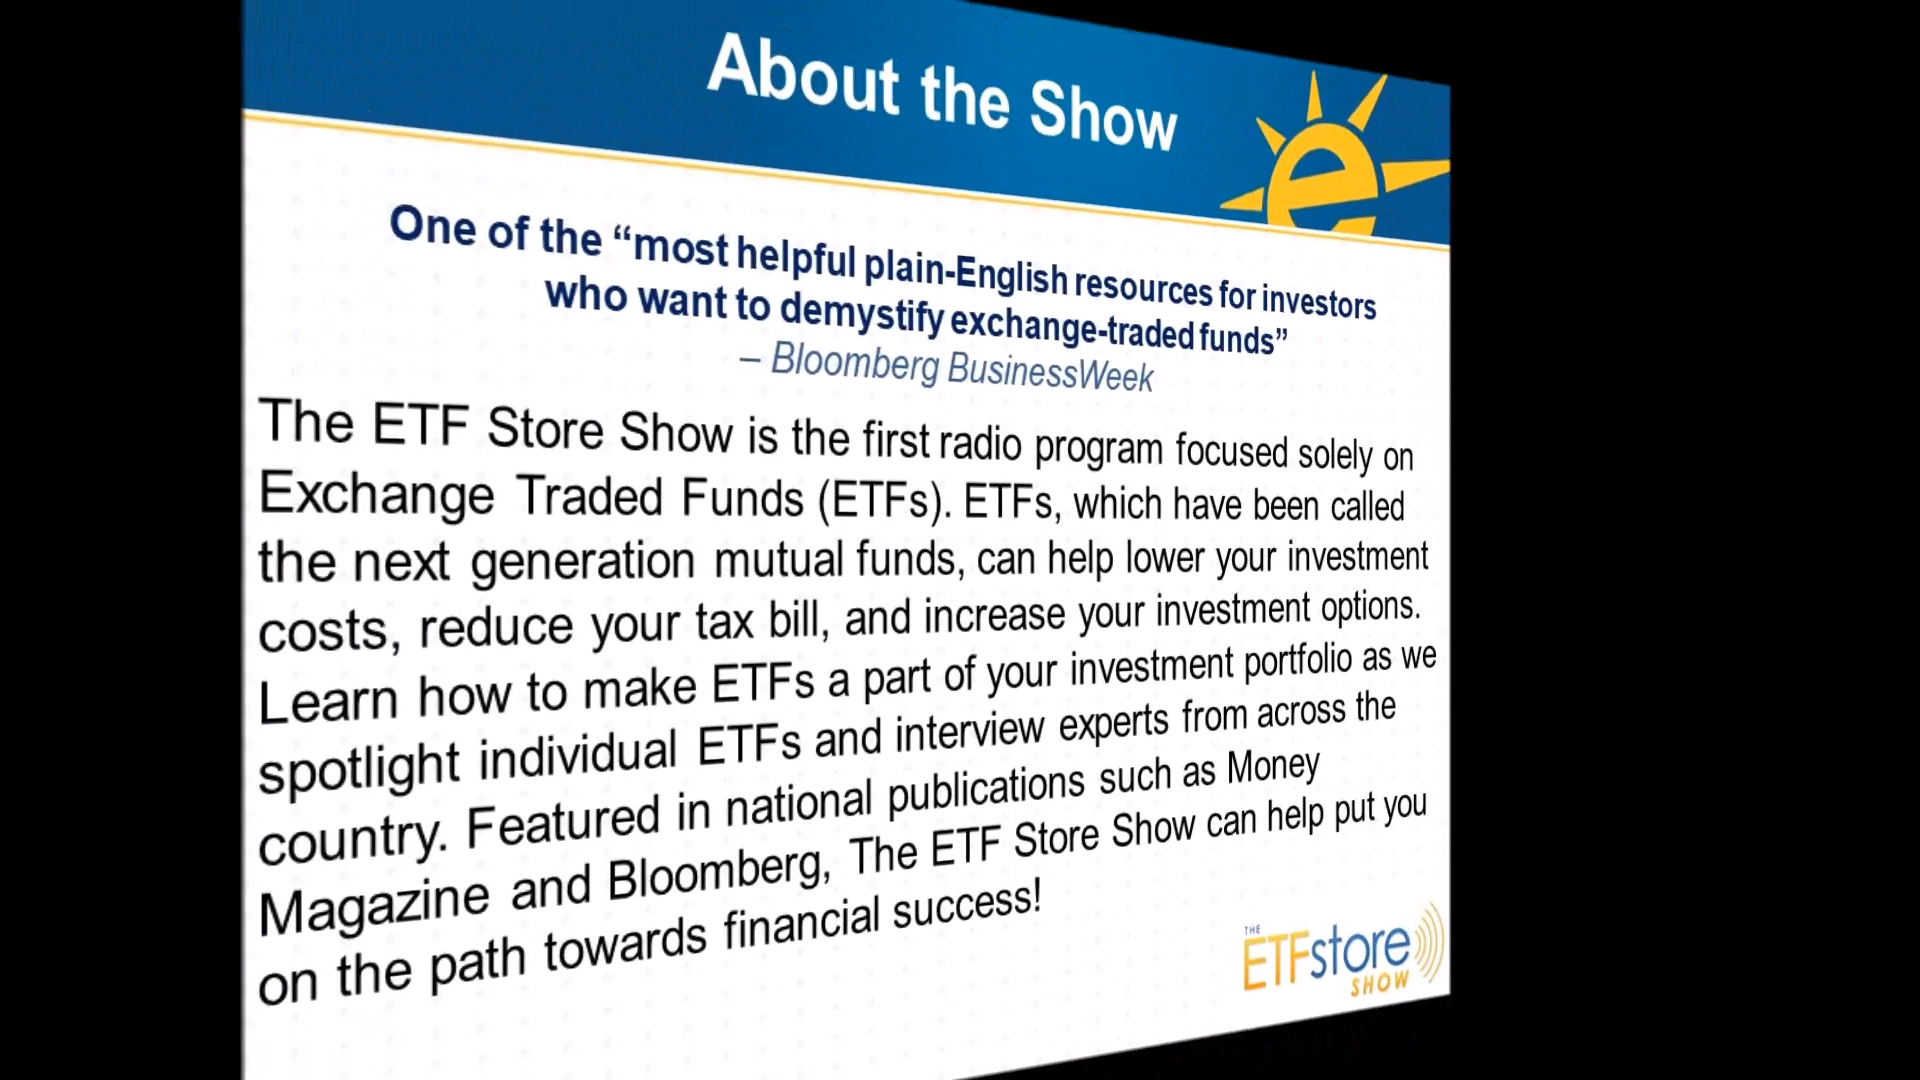 About the Show
One of the “most helpful plain-English resources for investors
who want to demystify exchange-traded funds”
– Bloomberg BusinessWeek
The ETF Store Show is the first radio program focused solely on
Exchange Traded Funds (ETFs). ETFs, which have been called
the next generation mutual funds, can help lower your investment
costs, reduce your tax bill, and increase your investment options.
Learn how to make ETFs a part of your investment portfolio as we
spotlight individual ETFs and interview experts from across the
country. Featured in national publications such as Money
Magazine and Bloomberg, The ETF Store Show can help put you
on the path towards financial success!
THE
ETFstore
SHOW